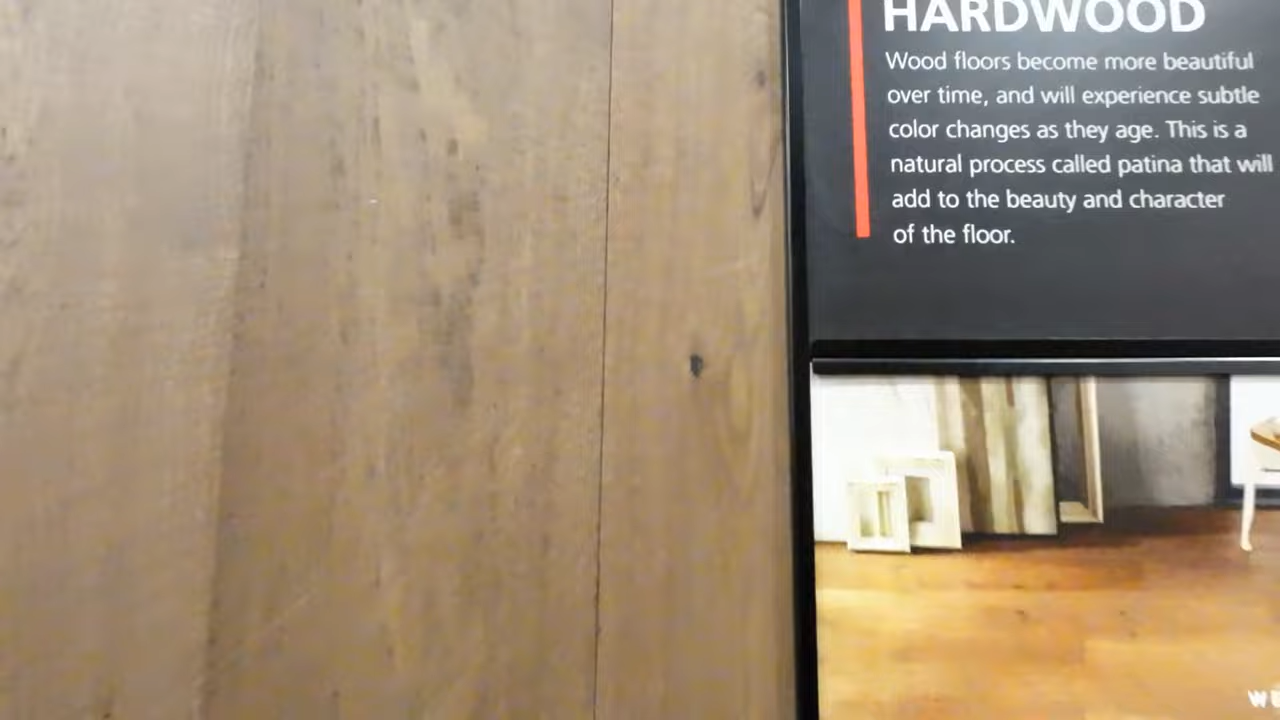 HARDWOOD
Wood floors become more beautiful
over time, and will experience subtle
color changes as they age. This is a
natural process called patina that will
add to the beauty and character
of the floor.